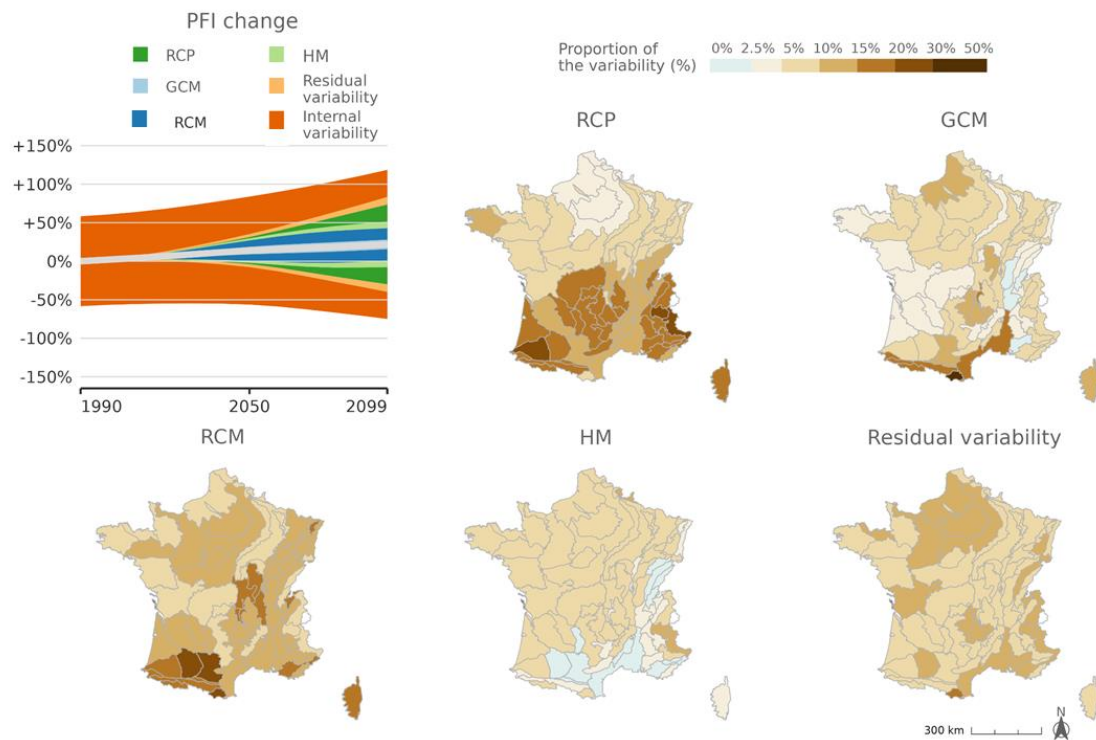 PFI change
RCP
HM
GCM
Residual
variability
RCM
Internal
variability
+150%
+100%
+50%
0%
-50%
-100%
-150%
1990
2050
2099
Proportion of
the variability (%)
0% 2.5% 5% 10% 15% 20% 30% 50%
RCP
GCM
RCM
HM
Residual variability
300 km
N